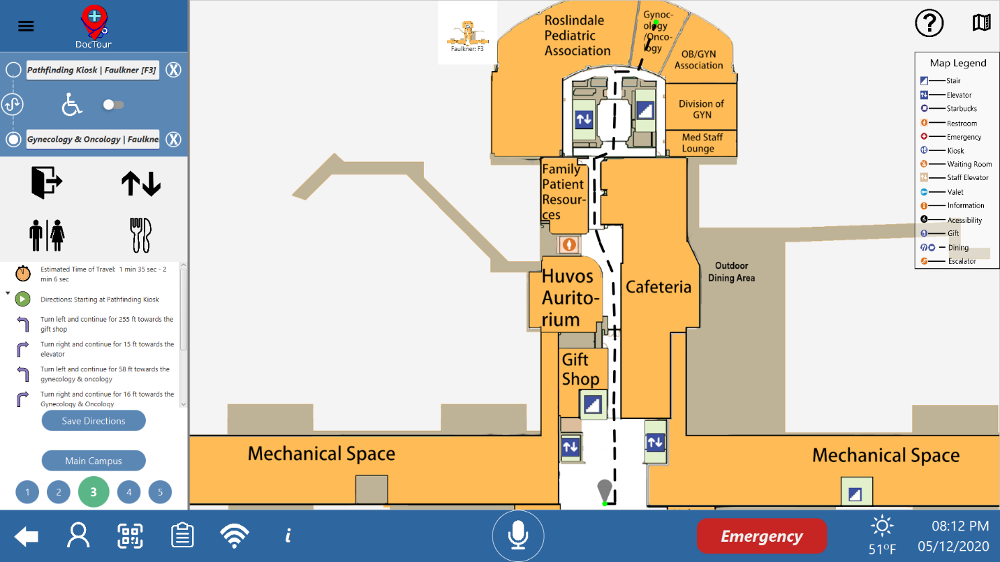 DocTour
Pathfinding Kiosk | Faulkner [F3]
X
Gynecology & Oncology | Faulkne
X
Estimated Time of Travel: 1 min 35 sec - 2
min 6 sec
Directions: Starting at Pathfinding Kiosk
Turn left and continue for 255 ft towards the
gift shop
Turn right and continue for 15 ft towards the
elevator
Turn left and continue for 58 ft towards the
gynecology & oncology
Turn right and continue for 16 ft towards the
Gynecology & Oncology
Save Directions
Main Campus
1 2 3 4 5
Faulkner: F3
Roslindale
Pediatric
Association
Gynoc-
ology
/Onco-
logy
OB/GYN
Association
Division of
GYN
Med Staff
Lounge
Family
Patient
Resour-
ces
Huvos
Aurito-
rium
Cafeteria
Outdoor
Dining Area
Gift
Shop
Mechanical Space
Mechanical Space
?
Map Legend
Stair
Elevator
Starbucks
Restroom
Emergency
Kiosk
Waiting Room
Staff Elevator
Valet
Information
Acessibility
Gift
Dining
Escalator
i
Emergency
51°F
08:12 PM
05/12/2020